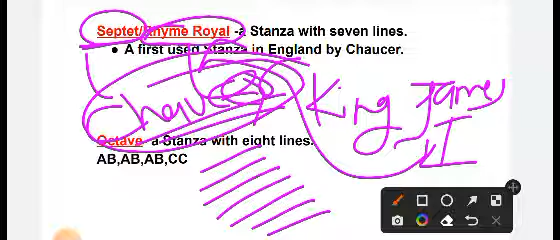 Septet/Rhyme Royal -a Stanza with seven lines.
● A first used Stanza in England by Chaucer.
Chaucer King James I
Octave- a Stanza with eight lines.
AB,AB,AB,CC